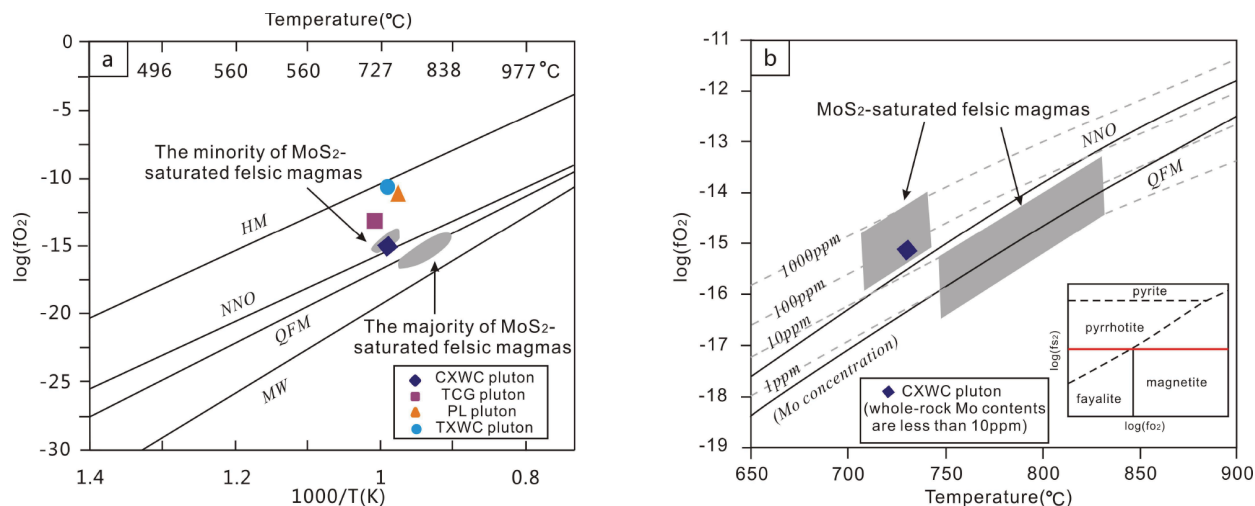 Temperature(°C)
a
496 560 560 727 838 977°C
0
-5
-10
-15
-20
-25
-30
log(fO2)
The minority of MoS2-
saturated felsic magmas
HM
NNO
QFM
MW
The majority of MoS2-
saturated felsic magmas
CXWC pluton
TCG pluton
PL pluton
TXWC pluton
1.4 1.2 1 0.8
1000/T(K)
b
-11
-12
-13
-14
-15
-16
-17
-18
-19
log(fO2)
MoS2-saturated felsic magmas
NNO
QFM
1000ppm
100ppm
10ppm
1ppm
(Mo concentration)
CXWC pluton
(whole-rock Mo contents
are less than 10ppm)
pyrite
pyrrhotite
magnetite
fayalite
log(fs2)
log(fo2)
650 700 750 800 850 900
Temperature(°C)